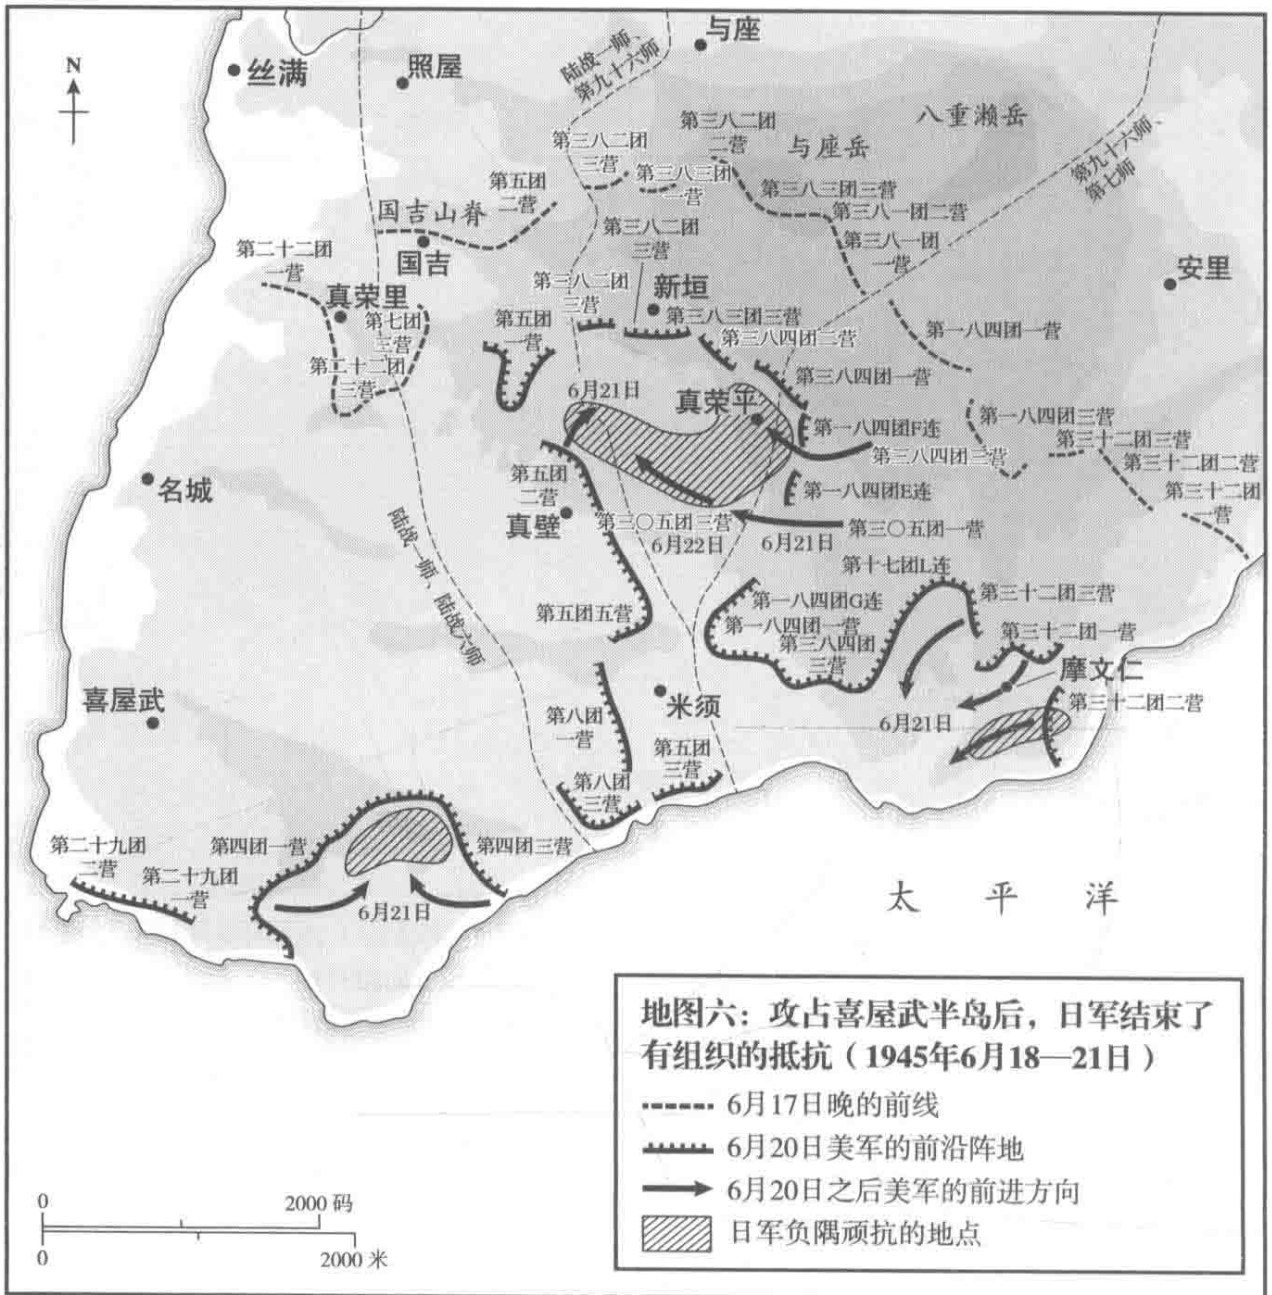 N
丝满
照屋
与座
陆战一师、
第九十六师
八重濑岳
与座岳
第九十六师、
第七师
第三八二团
二营
第三八二团
三营
第三八三团
一营
第五团
二营
国吉山脊
国吉
第三八三团三营
第三八一团二营
第三八一团
一营
第三八二团
三营
第二十二团
一营
真荣里
第七团
三营
第二十二团
三营
安里
第三八二团
三营
新垣
第三八三团三营
第三八四团二营
第五团
一营
第一八四团一营
第三八四团一营
6月21日
真荣平
第一八四团F连
第三八四团三营
第一八四团三营
第三十二团三营
第三十二团二营
第三十二团
一营
名城
第五团
二营
真壁
第一八四团E连
第三〇五团三营
6月22日
6月21日
第三〇五团一营
陆战一师、陆战六师
第十七团L连
第五团五营
第一八四团G连
第一八四团一营
第三八四团
三营
第三十二团三营
第三十二团一营
摩文仁
第三十二团二营
6月21日
喜屋武
米须
第八团
一营
第五团
三营
第八团
三营
第二十九团
二营
第二十九团
一营
第四团一营
第四团三营
6月21日
太平洋
地图六：攻占喜屋武半岛后，日军结束了
有组织的抵抗（1945年6月18—21日）
6月17日晚的前线
6月20日美军的前沿阵地
6月20日之后美军的前进方向
日军负隅顽抗的地点
0 2000 码
0 2000 米